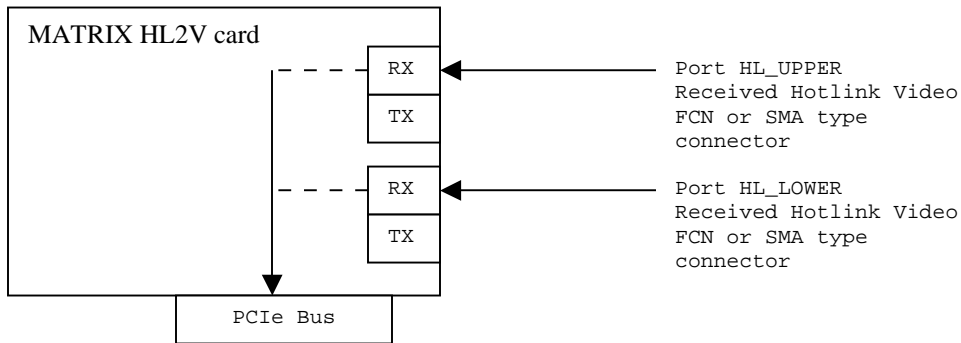 MATRIX HL2V card
RX
TX
Port HL_UPPER
Received Hotlink Video
FCN or SMA type
connector
RX
TX
Port HL_LOWER
Received Hotlink Video
FCN or SMA type
connector
PCIe Bus